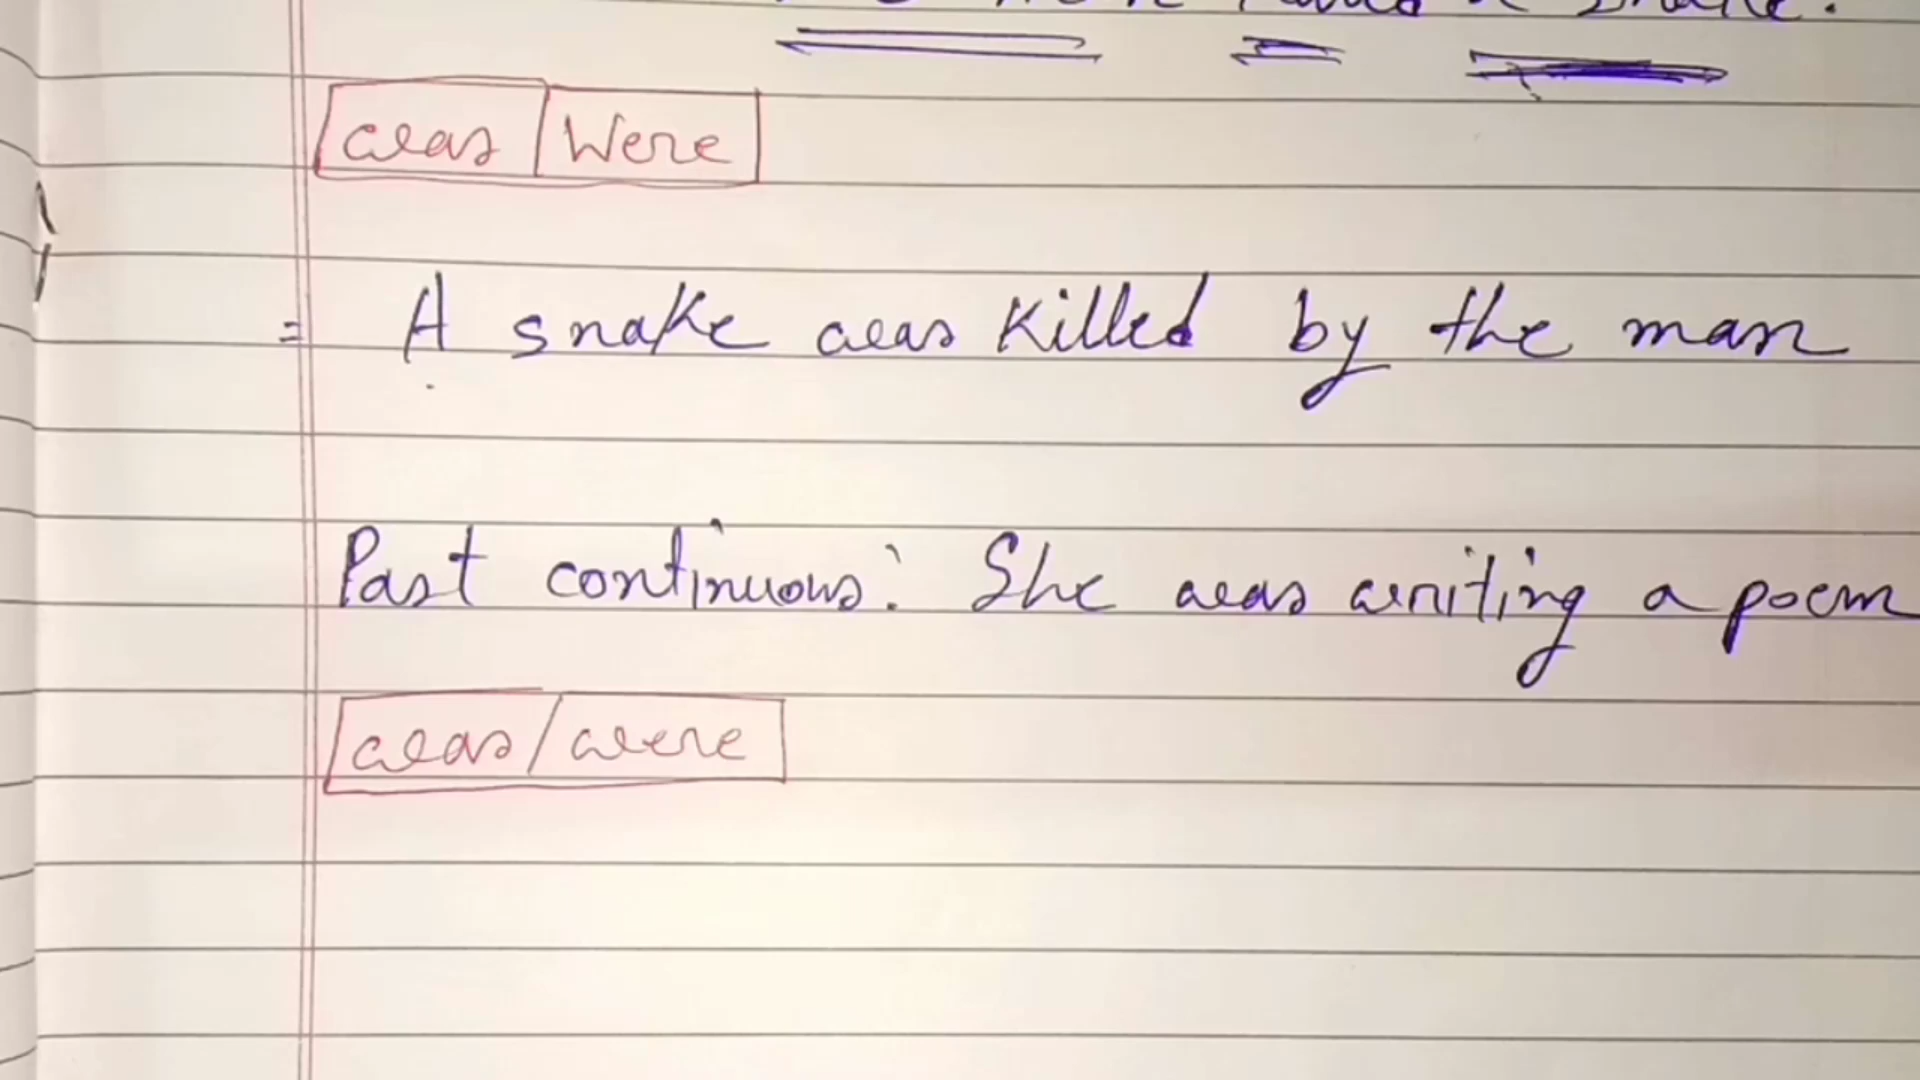 was Were
= A snake was killed by the man
Past continuous: She was writing a poem
was/were